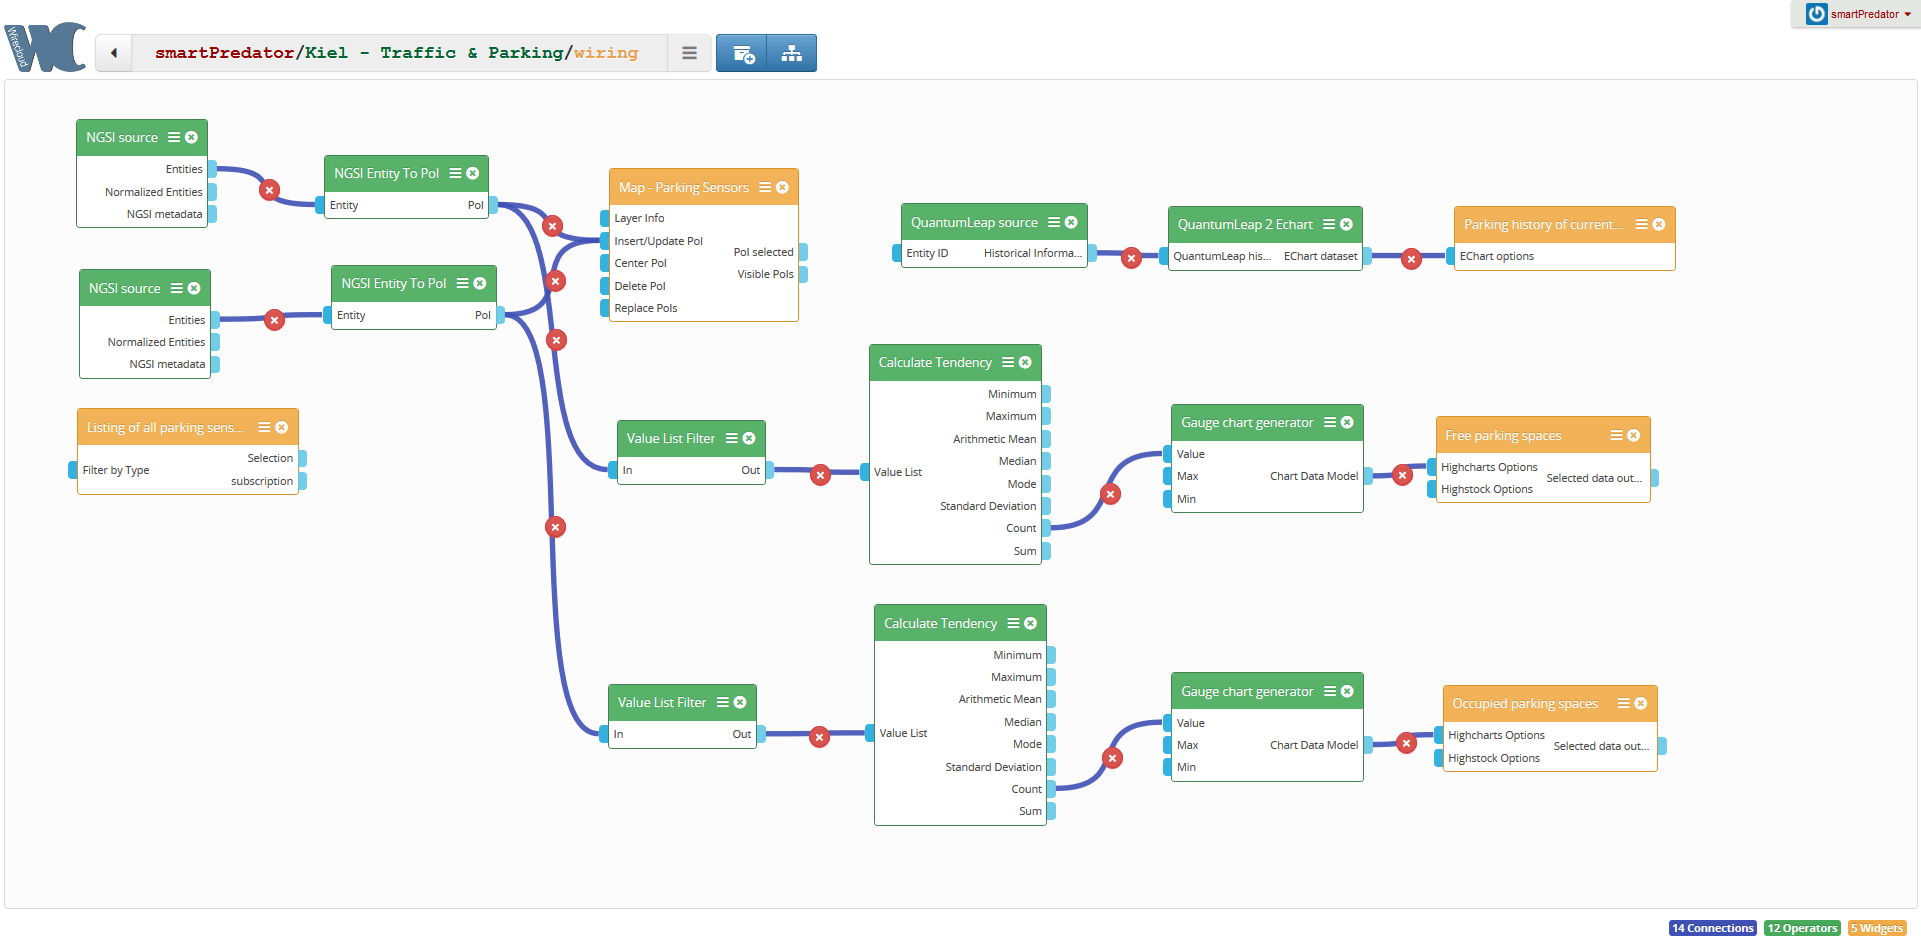 smartPredator
Wirecloud
WC
smartPredator/Kiel - Traffic & Parking/wiring
NGSI source
Entities
Normalized Entities
NGSI metadata
NGSI Entity To PoI
Entity PoI
Map - Parking Sensors
Layer Info
Insert/Update PoI
Center PoI
Delete PoI
Replace PoIs
PoI selected
Visible PoIs
QuantumLeap source
Entity ID Historical Informa...
QuantumLeap 2 Echart
QuantumLeap his... EChart dataset
Parking history of current...
EChart options
NGSI source
Entities
Normalized Entities
NGSI metadata
NGSI Entity To PoI
Entity PoI
Listing of all parking sens...
Filter by Type
Selection
subscription
Value List Filter
In Out
Calculate Tendency
Value List
Minimum
Maximum
Arithmetic Mean
Median
Mode
Standard Deviation
Count
Sum
Gauge chart generator
Value
Max
Min
Chart Data Model
Free parking spaces
Highcharts Options
Highstock Options
Selected data out...
Value List Filter
In Out
Calculate Tendency
Value List
Minimum
Maximum
Arithmetic Mean
Median
Mode
Standard Deviation
Count
Sum
Gauge chart generator
Value
Max
Min
Chart Data Model
Occupied parking spaces
Highcharts Options
Highstock Options
Selected data out...
14 Connections 12 Operators 5 Widgets